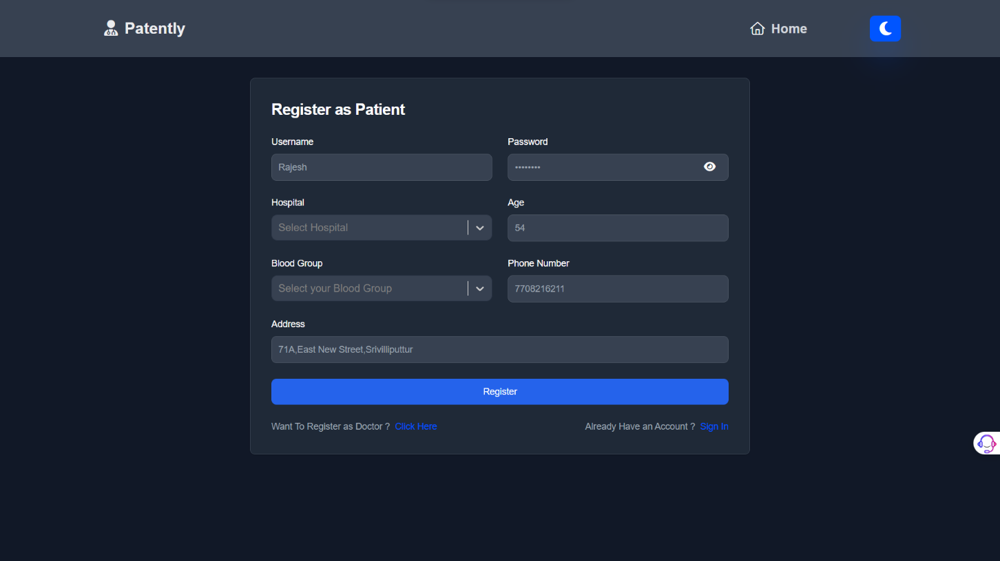 Patently
Home
Register as Patient
Username
Password
Rajesh
••••••••
Hospital
Age
Select Hospital
54
Blood Group
Phone Number
Select your Blood Group
7708216211
Address
71A,East New Street,Srivilliputtur
Register
Want To Register as Doctor ? Click Here
Already Have an Account ? Sign In